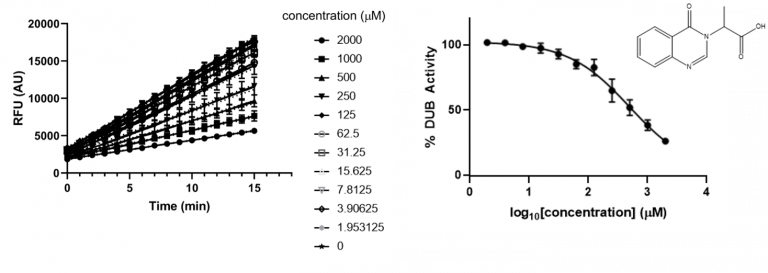 concentration (μM)
20000
15000
10000
5000
0
RFU (AU)
0
5
10
15
Time (min)
2000
1000
500
250
125
62.5
31.25
15.625
7.8125
3.90625
1.953125
0
100
50
0
% DUB Activity
0
1
2
3
4
log10[concentration] (μM)
O
N
N
OH
O